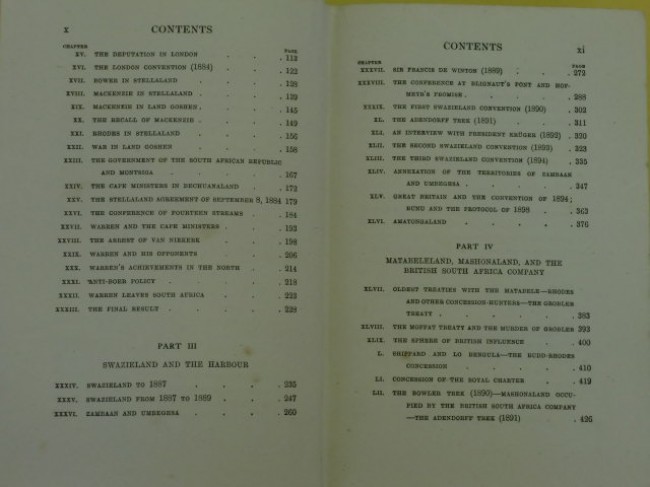 x CONTENTS
CHAPTER PAGE
XV. THE DEPUTATION IN LONDON . . . 113
XVI. THE LONDON CONVENTION (1884) . . . 122
XVII. BOWER IN STELLALAND . . . 128
XVIII. MACKENZIE IN STELLALAND . . . 139
XIX. MACKENZIE IN LAND GOSHEN . . . 145
XX. THE RECALL OF MACKENZIE . . . 149
XXI. RHODES IN STELLALAND . . . 156
XXII. WAR IN LAND GOSHEN . . . 158
XXIII. THE GOVERNMENT OF THE SOUTH AFRICAN REPUBLIC
AND MONTSIOA . . . . 167
XXIV. THE CAPE MINISTERS IN BECHUANALAND . . 172
XXV. THE STELLALAND AGREEMENT OF SEPTEMBER 8, 1884 179
XXVI. THE CONFERENCE OF FOURTEEN STREAMS . . 184
XXVII. WARREN AND THE CAPE MINISTERS . . . 193
XXVIII. THE ARREST OF VAN NIEKERK . . . 198
XXIX. WARREN AND HIS OPPONENTS . . . 206
XXX. WARREN'S ACHIEVEMENTS IN THE NORTH . . 214
XXXI. ANTI-BOER POLICY . . . . 218
XXXII. WARREN LEAVES SOUTH AFRICA . . . 223
XXXIII. THE FINAL RESULT . . . . 228
PART III
SWAZIELAND AND THE HARBOUR
XXXIV. SWAZIELAND TO 1887 . . . . 235
XXXV. SWAZIELAND FROM 1887 TO 1889 . . . 247
XXXVI. ZAMBAAN AND UMBEGESA . . . 260
CONTENTS xi
CHAPTER PAGE
XXXVII. SIR FRANCIS DE WINTON (1889) . . . 272
XXXVIII. THE CONFERENCE AT BLIGNAUT'S PONT AND HOF-
MEYR'S PROMISE . . . . 288
XXXIX. THE FIRST SWAZIELAND CONVENTION (1890) . 303
XL. THE ADENDORFF TREK (1891) . . . 311
XLI. AN INTERVIEW WITH PRESIDENT KRÜGER (1892) . 320
XLII. THE SECOND SWAZIELAND CONVENTION (1893) . 323
XLIII. THE THIRD SWAZIELAND CONVENTION (1894) . 335
XLIV. ANNEXATION OF THE TERRITORIES OF ZAMBAAN
AND UMBEGESA . . . . 347
XLV. GREAT BRITAIN AND THE CONVENTION OF 1894;
BUNU AND THE PROTOCOL OF 1898 . . 363
XLVI. AMATONGALAND . . . . 376
PART IV
MATABELELAND, MASHONALAND, AND THE
BRITISH SOUTH AFRICA COMPANY
XLVII. OLDEST TREATIES WITH THE MATABELE—RHODES
AND OTHER CONCESSION-HUNTERS—THE GROBLER
TREATY . . . . . 383
XLVIII. THE MOFFAT TREATY AND THE MURDER OF GROBLER 393
XLIX. THE SPHERE OF BRITISH INFLUENCE . . 400
L. SHIPPARD AND LO BENGULA—THE RUDD-RHODES
CONCESSION . . . . 410
LI. CONCESSION OF THE ROYAL CHARTER . . 419
LII. THE BOWLER TREK (1890)—MASHONALAND OCCU-
PIED BY THE BRITISH SOUTH AFRICA COMPANY
—THE ADENDORFF TREK (1891) . . . 426